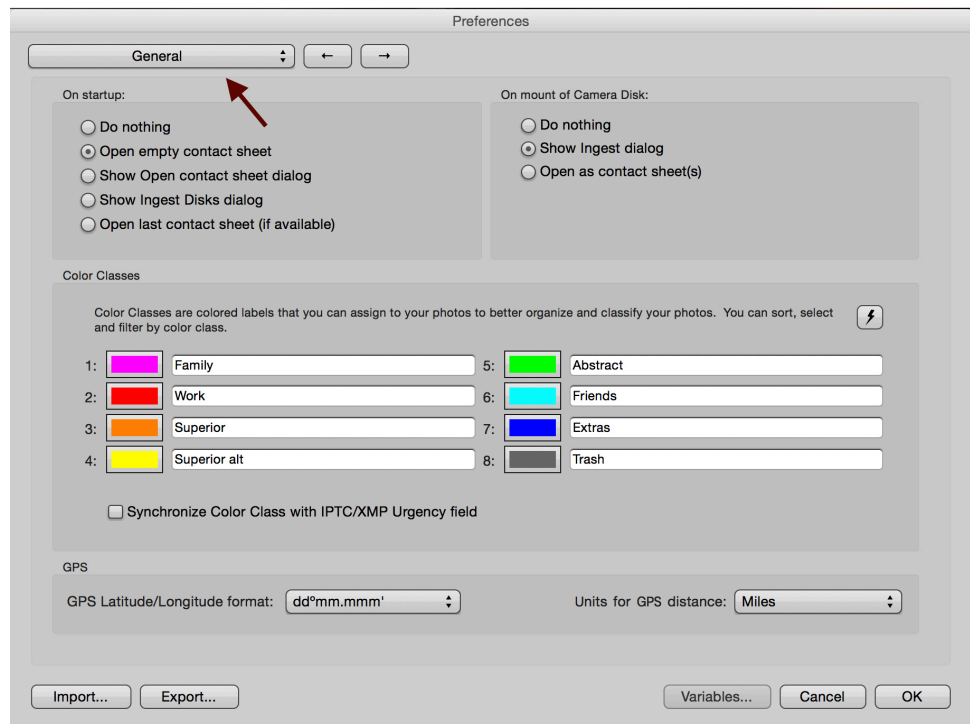 Preferences
General
← →
On startup:
Do nothing
Open empty contact sheet
Show Open contact sheet dialog
Show Ingest Disks dialog
Open last contact sheet (if available)
On mount of Camera Disk:
Do nothing
Show Ingest dialog
Open as contact sheet(s)
Color Classes
Color Classes are colored labels that you can assign to your photos to better organize and classify your photos.  You can sort, select
and filter by color class.
1: Family
2: Work
3: Superior
4: Superior alt
5: Abstract
6: Friends
7: Extras
8: Trash
Synchronize Color Class with IPTC/XMP Urgency field
GPS
GPS Latitude/Longitude format: ddºmm.mmm'
Units for GPS distance: Miles
Import... Export... Variables... Cancel OK